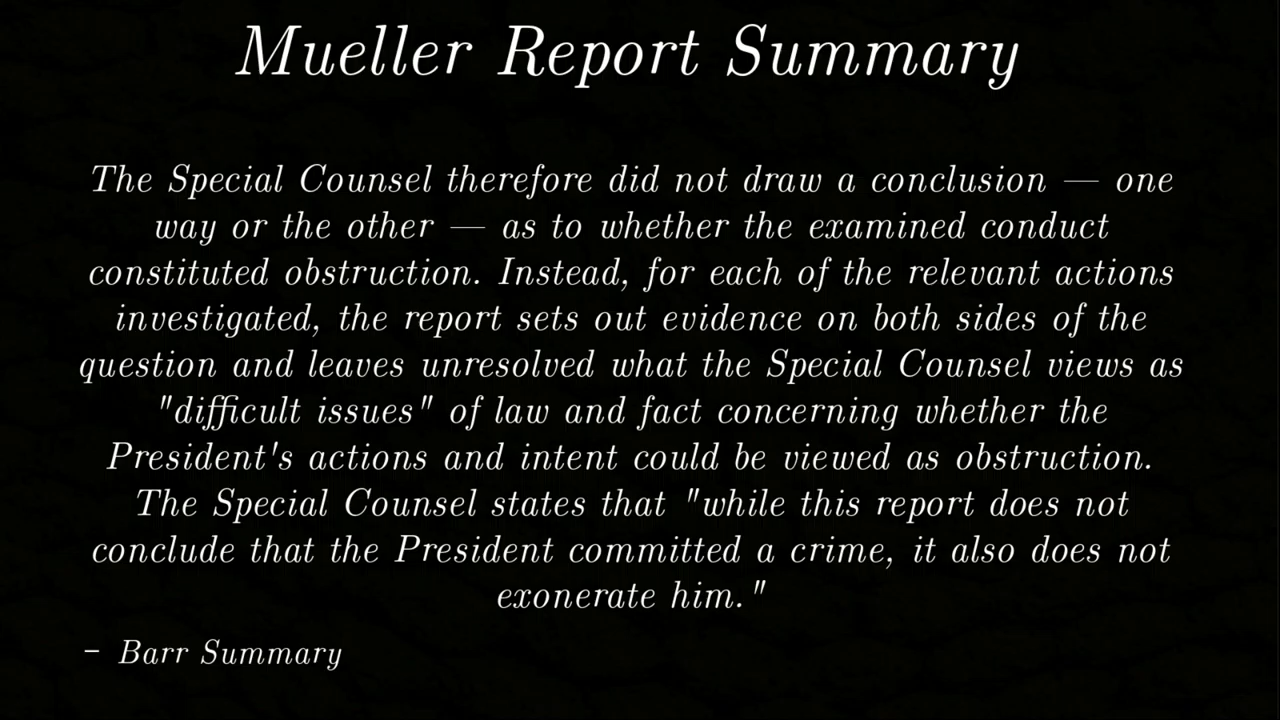 Mueller Report Summary
The Special Counsel therefore did not draw a conclusion — one
way or the other — as to whether the examined conduct
constituted obstruction. Instead, for each of the relevant actions
investigated, the report sets out evidence on both sides of the
question and leaves unresolved what the Special Counsel views as
"difficult issues" of law and fact concerning whether the
President's actions and intent could be viewed as obstruction.
The Special Counsel states that "while this report does not
conclude that the President committed a crime, it also does not
exonerate him."
- Barr Summary